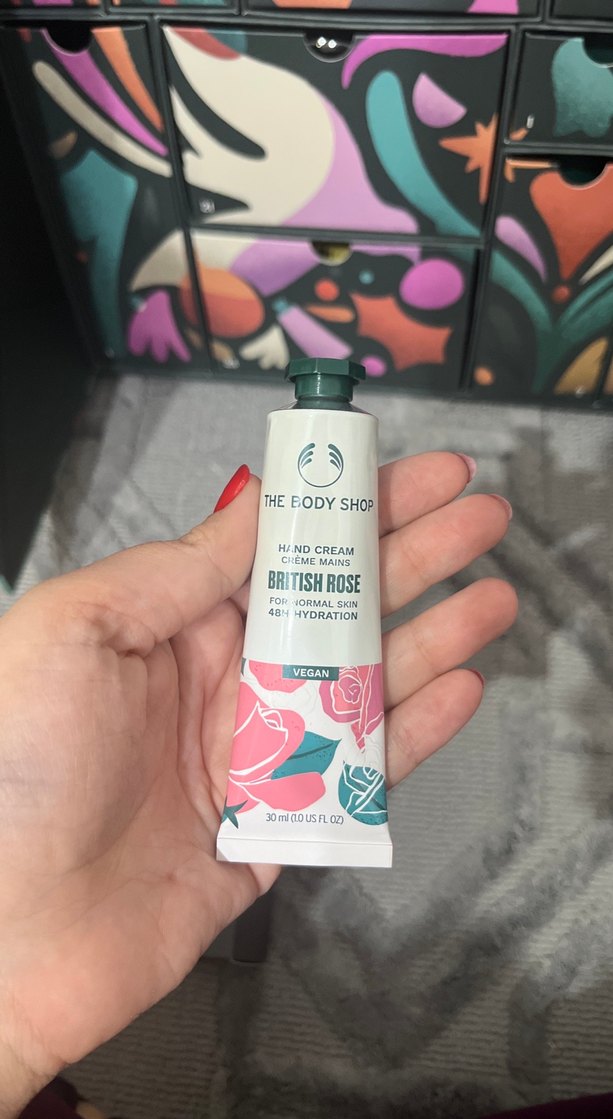 THE BODY SHOP
HAND CREAM
CRÈME MAINS
BRITISH ROSE
FOR NORMAL SKIN
48H HYDRATION
VEGAN
30 ml (1.0 US FL OZ)